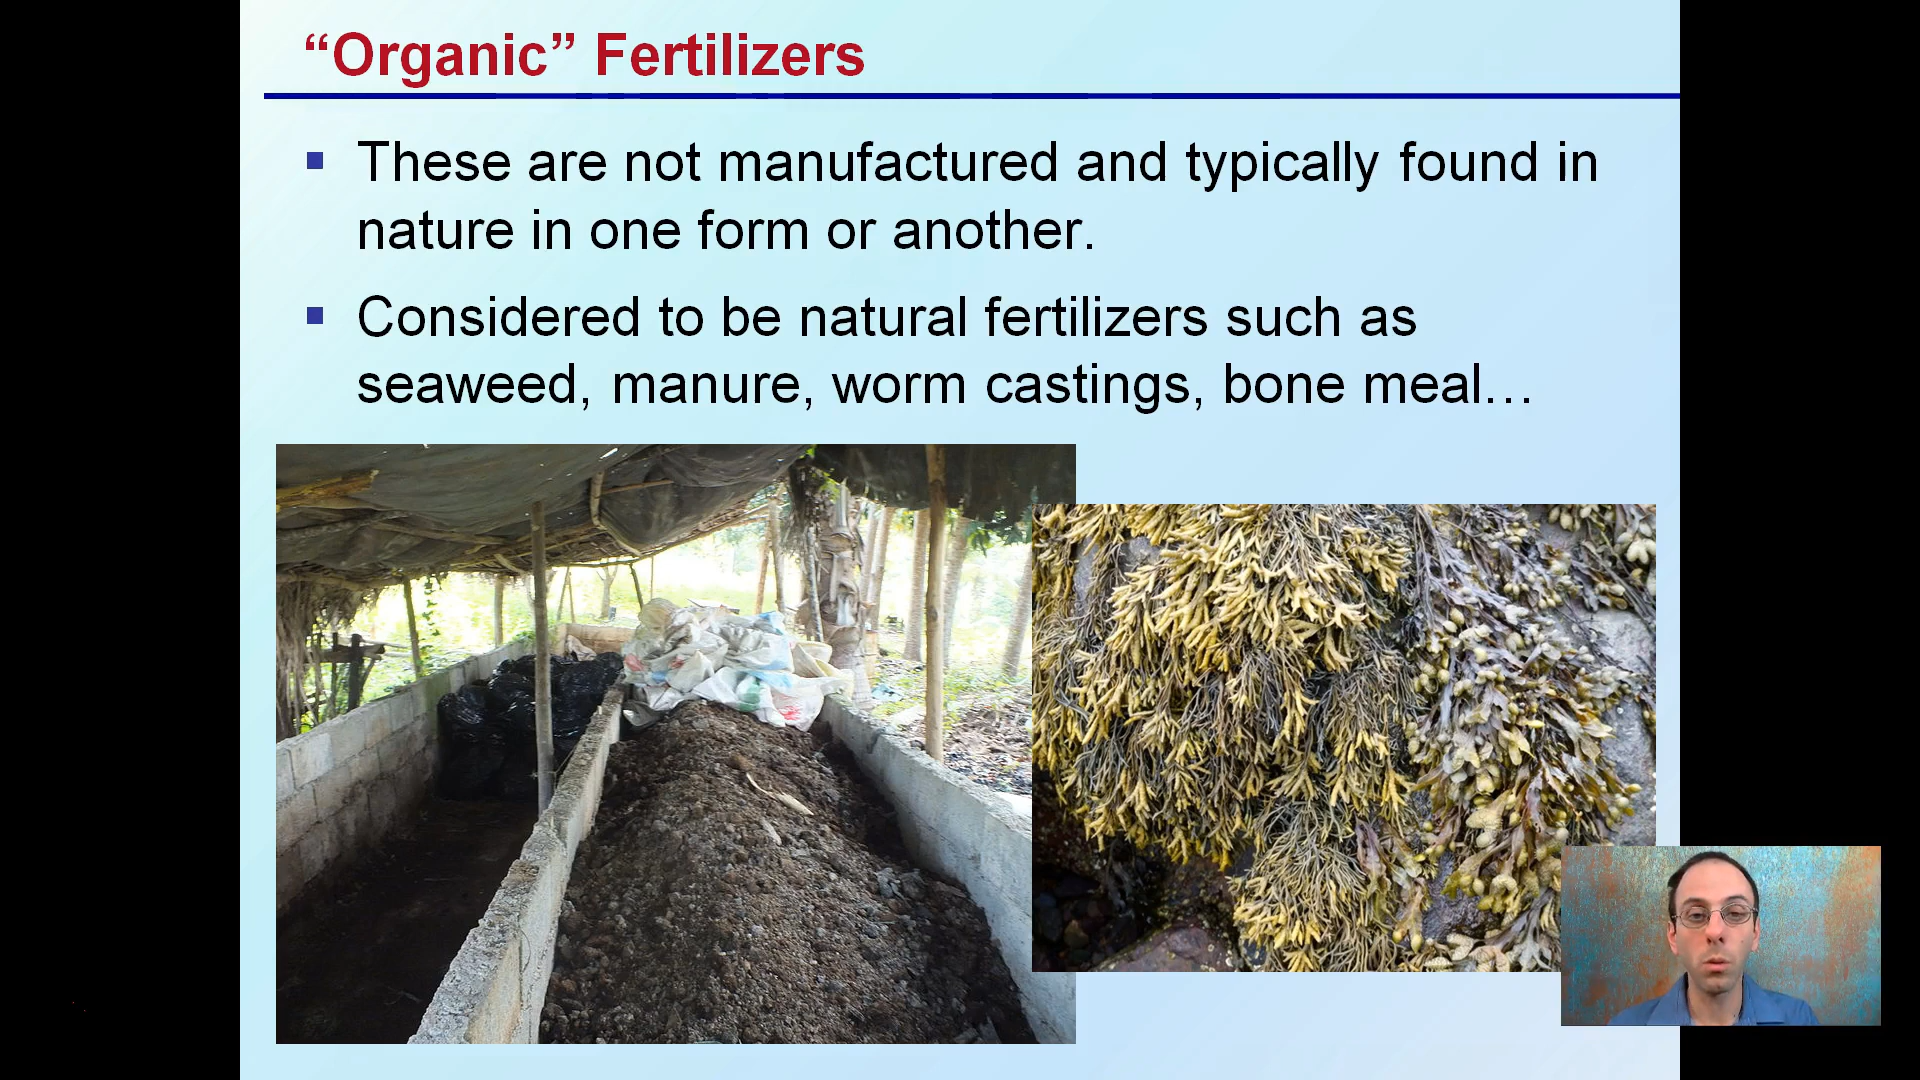 “Organic” Fertilizers
▪ These are not manufactured and typically found in
nature in one form or another.
▪ Considered to be natural fertilizers such as
seaweed, manure, worm castings, bone meal…